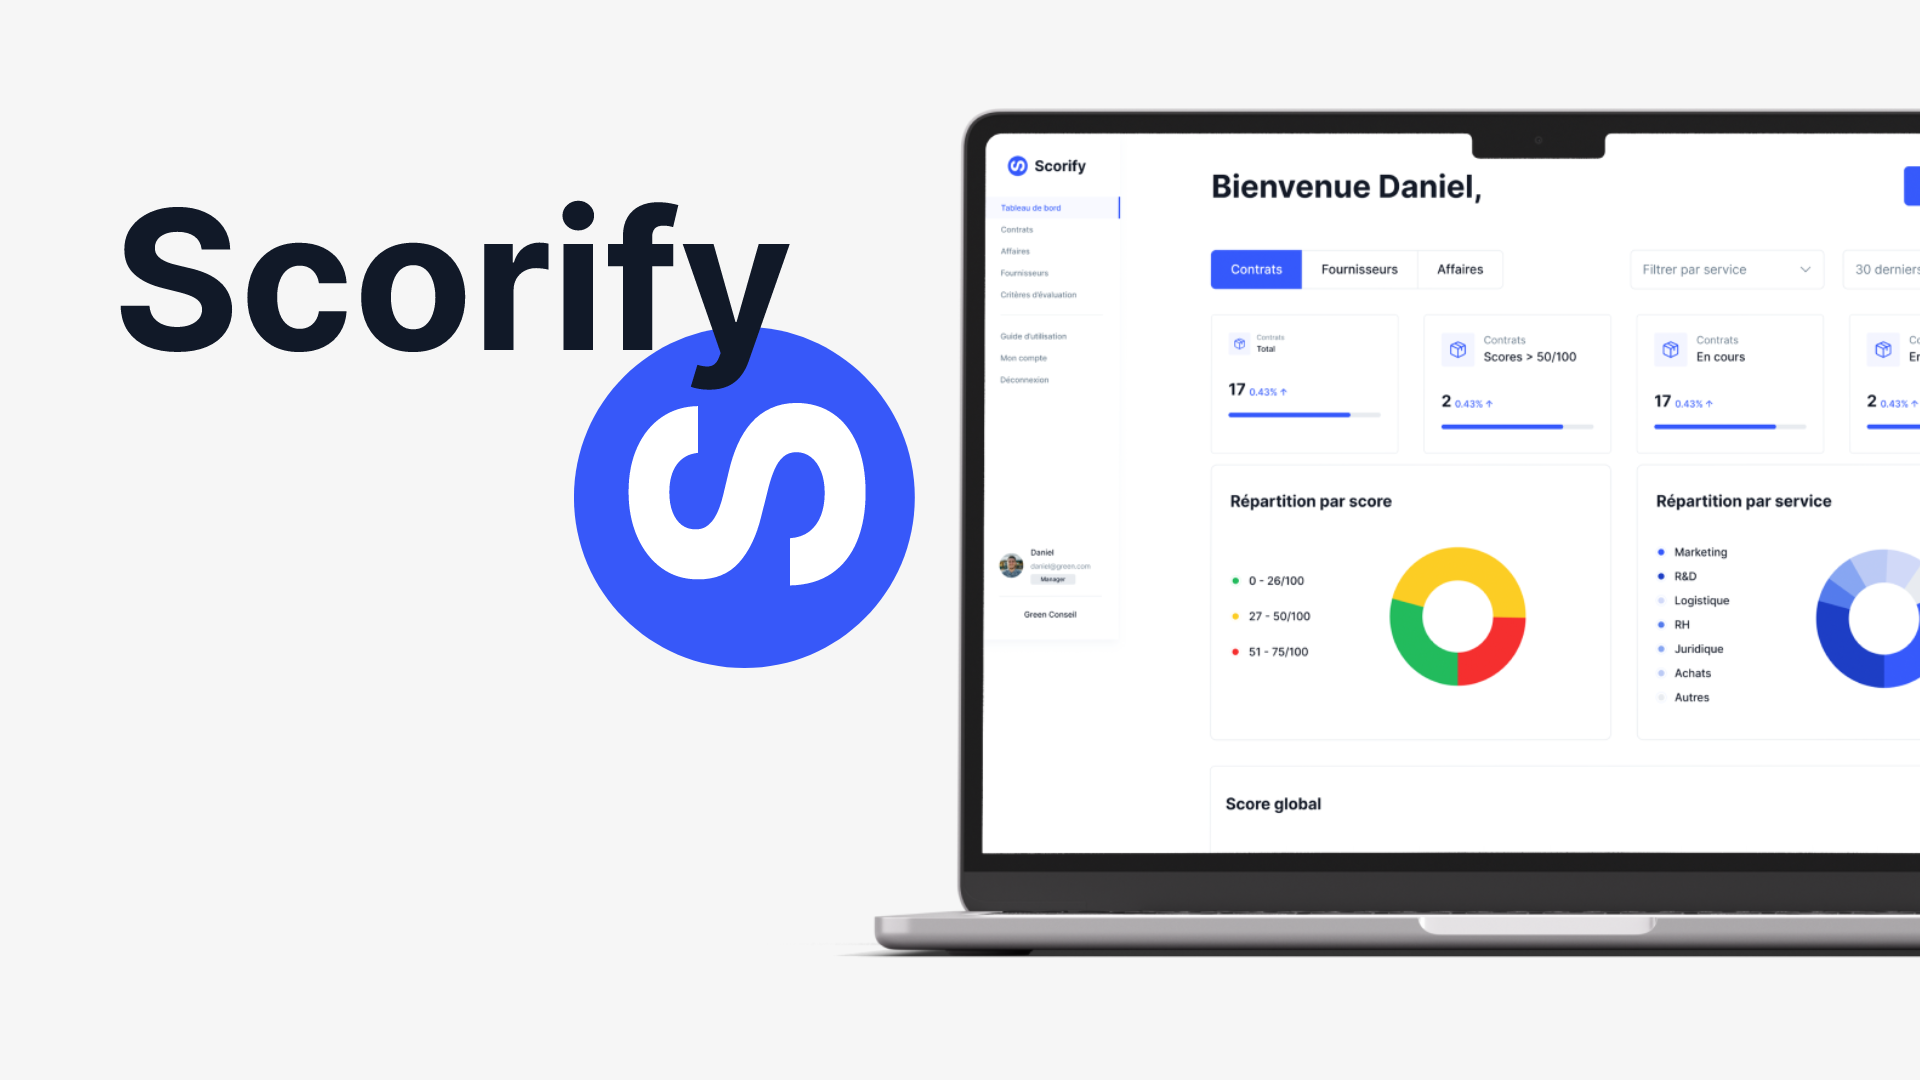 Scorify
Scorify
Tableau de bord
Contrats
Affaires
Fournisseurs
Critères d'évaluation
Guide d'utilisation
Mon compte
Déconnexion
Daniel
daniel@green.com
Manager
Green Conseil
Bienvenue Daniel,
Contrats
Fournisseurs
Affaires
Filtrer par service
30 derniers
Contrats
Total
17 0.43% ↑
Contrats
Scores > 50/100
2 0.43% ↑
Contrats
En cours
17 0.43% ↑
2 0.43% ↑
Répartition par score
0 - 26/100
27 - 50/100
51 - 75/100
Répartition par service
Marketing
R&D
Logistique
RH
Juridique
Achats
Autres
Score global